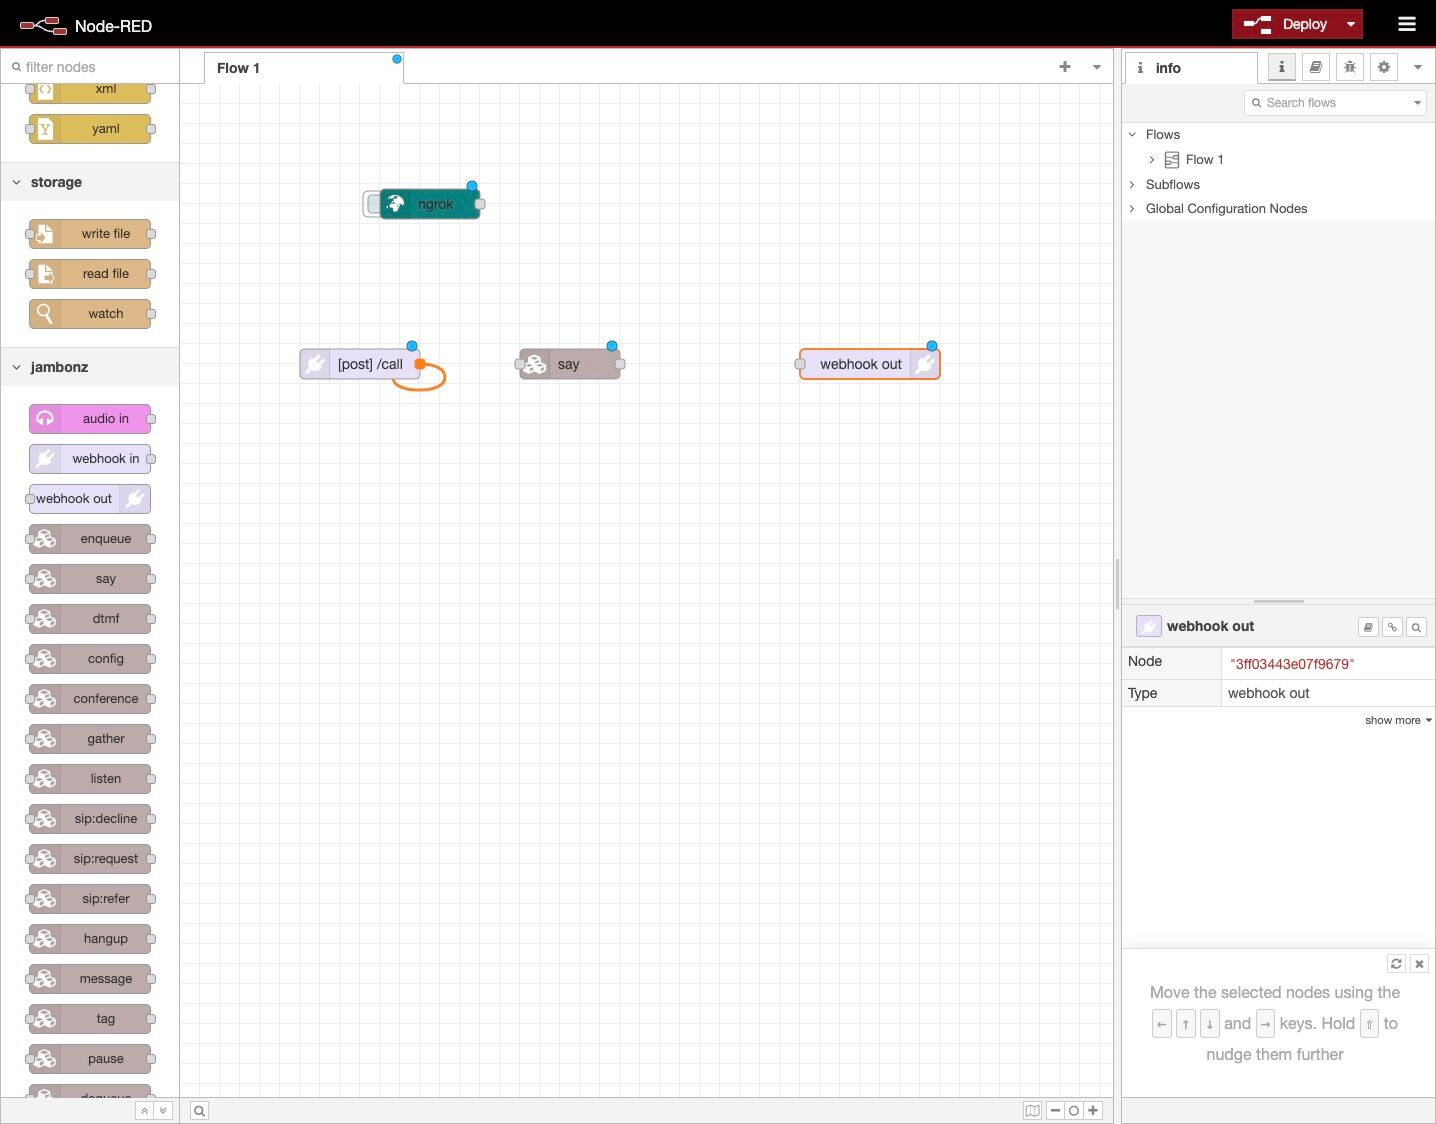 Node-RED
Deploy
filter nodes
Flow 1
info
xml
yaml
storage
write file
read file
watch
jambonz
audio in
webhook in
webhook out
enqueue
say
dtmf
config
conference
gather
listen
sip:decline
sip:request
sip:refer
hangup
message
tag
pause
dequeue
ngrok
[post] /call
say
webhook out
Search flows
Flows
Flow 1
Subflows
Global Configuration Nodes
webhook out
Node "3ff03443e07f9679"
Type webhook out
show more
Move the selected nodes using the
← ↑ ↓ and → keys. Hold ⇧ to
nudge them further